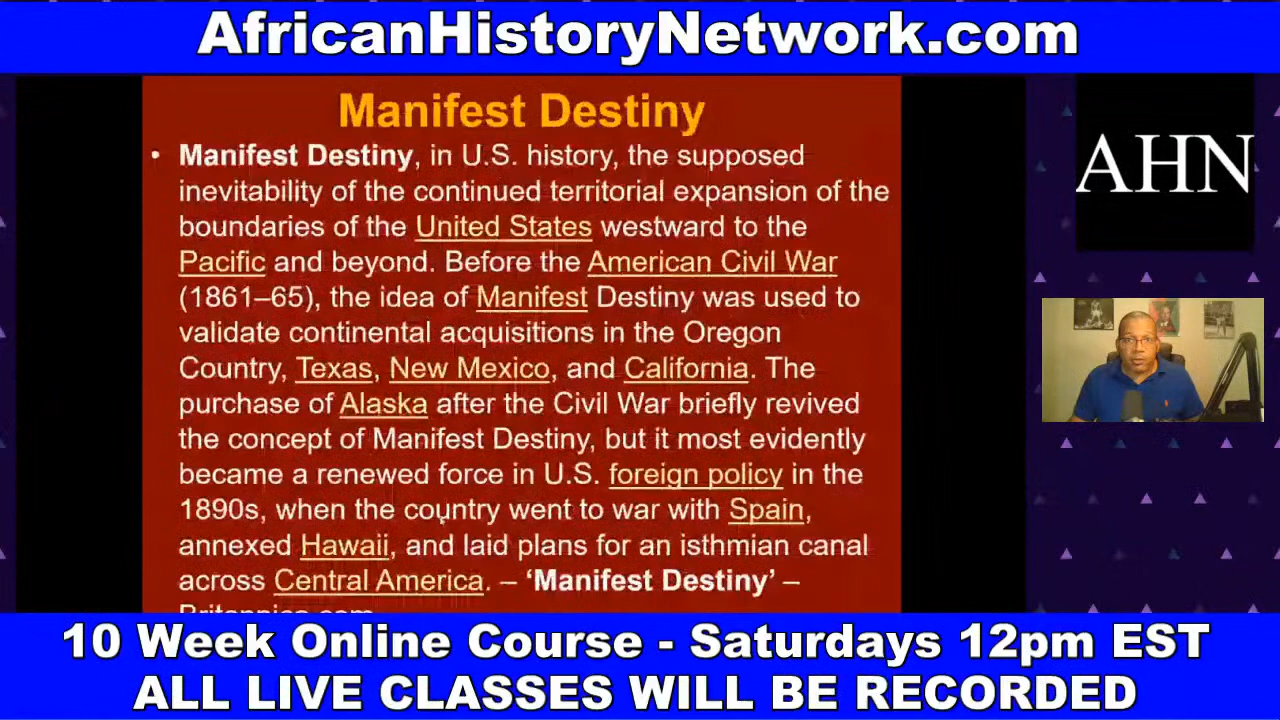 AfricanHistoryNetwork.com
Manifest Destiny
• Manifest Destiny, in U.S. history, the supposed
inevitability of the continued territorial expansion of the
boundaries of the United States westward to the
Pacific and beyond. Before the American Civil War
(1861–65), the idea of Manifest Destiny was used to
validate continental acquisitions in the Oregon
Country, Texas, New Mexico, and California. The
purchase of Alaska after the Civil War briefly revived
the concept of Manifest Destiny, but it most evidently
became a renewed force in U.S. foreign policy in the
1890s, when the country went to war with Spain,
annexed Hawaii, and laid plans for an isthmian canal
across Central America. – ‘Manifest Destiny’ –
Britannica.com
AHN
10 Week Online Course - Saturdays 12pm EST
ALL LIVE CLASSES WILL BE RECORDED